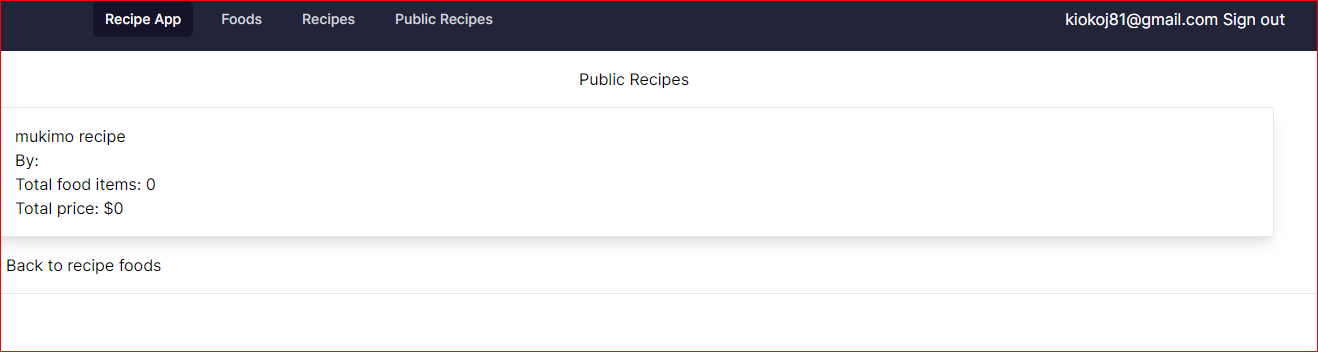 Recipe App Foods Recipes Public Recipes kiokoj81@gmail.com Sign out
Public Recipes
mukimo recipe
By:
Total food items: 0
Total price: $0
Back to recipe foods